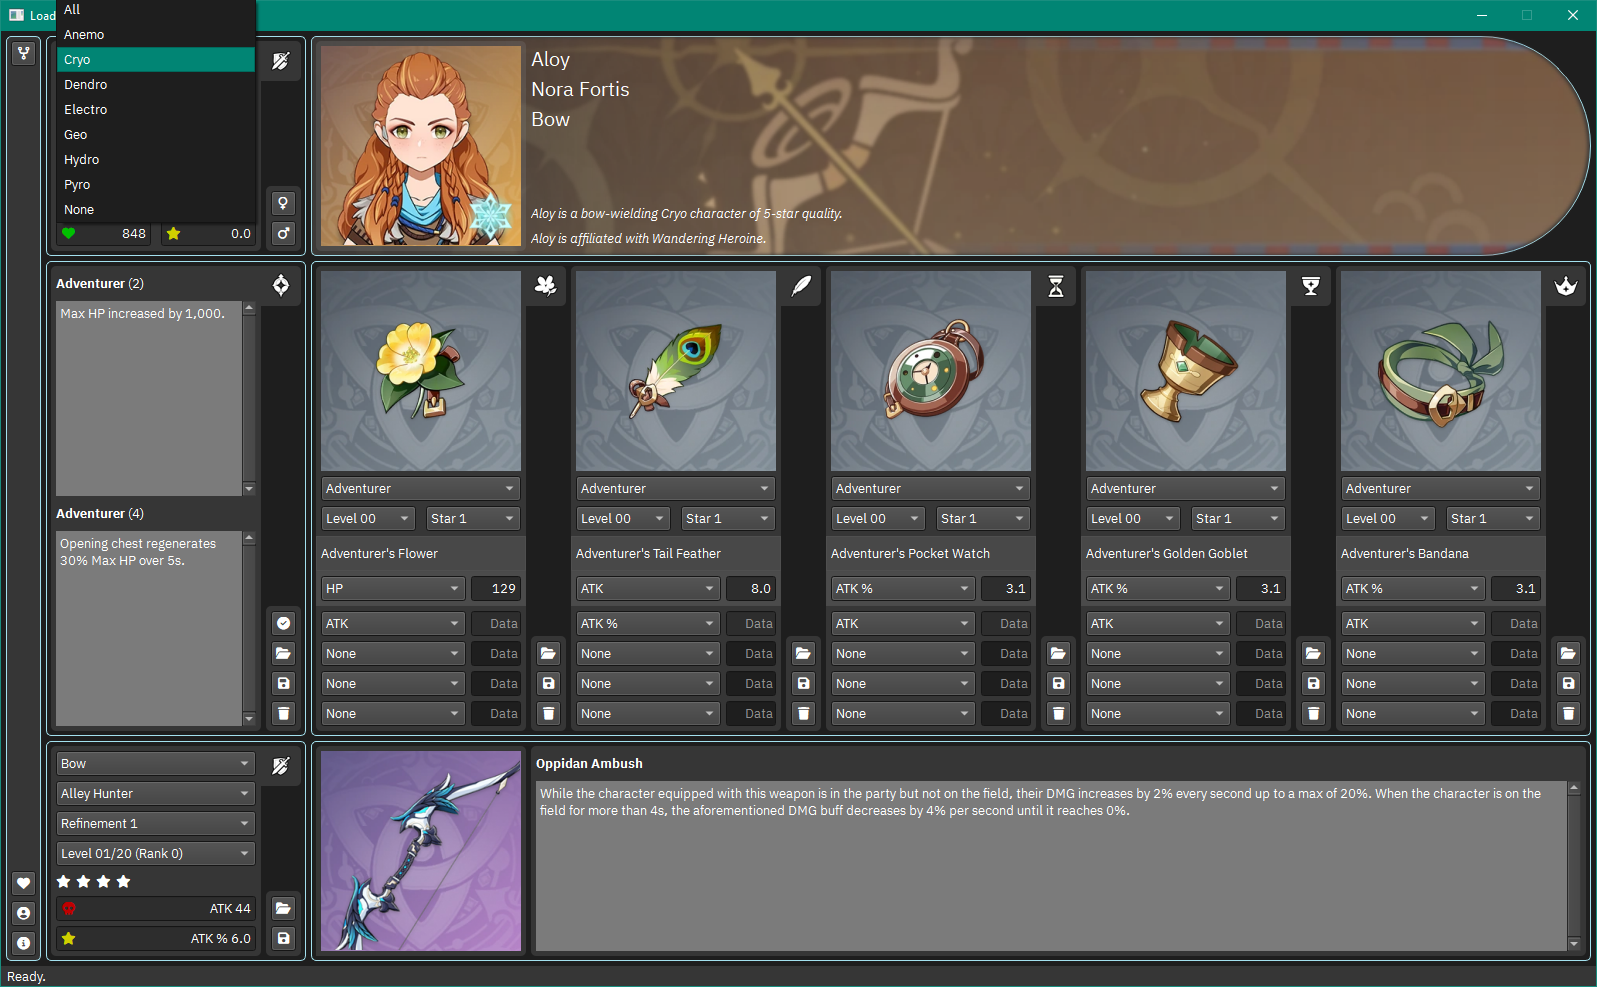 Load
All
Anemo
Cryo
Dendro
Electro
Geo
Hydro
Pyro
None
848
0.0
Aloy
Nora Fortis
Bow
Aloy is a bow-wielding Cryo character of 5-star quality.
Aloy is affiliated with Wandering Heroine.
Adventurer (2)
Max HP increased by 1,000.
Adventurer (4)
Opening chest regenerates
30% Max HP over 5s.
Adventurer
Level 00 Star 1
Adventurer's Flower
HP 129
ATK Data
None Data
None Data
None Data
Adventurer
Level 00 Star 1
Adventurer's Tail Feather
ATK 8.0
ATK % Data
None Data
None Data
None Data
Adventurer
Level 00 Star 1
Adventurer's Pocket Watch
ATK % 3.1
ATK Data
None Data
None Data
None Data
Adventurer
Level 00 Star 1
Adventurer's Golden Goblet
ATK % 3.1
ATK Data
None Data
None Data
None Data
Adventurer
Level 00 Star 1
Adventurer's Bandana
ATK % 3.1
ATK Data
None Data
None Data
None Data
Bow
Alley Hunter
Refinement 1
Level 01/20 (Rank 0)
ATK 44
ATK % 6.0
Oppidan Ambush
While the character equipped with this weapon is in the party but not on the field, their DMG increases by 2% every second up to a max of 20%. When the character is on the
field for more than 4s, the aforementioned DMG buff decreases by 4% per second until it reaches 0%.
Ready.